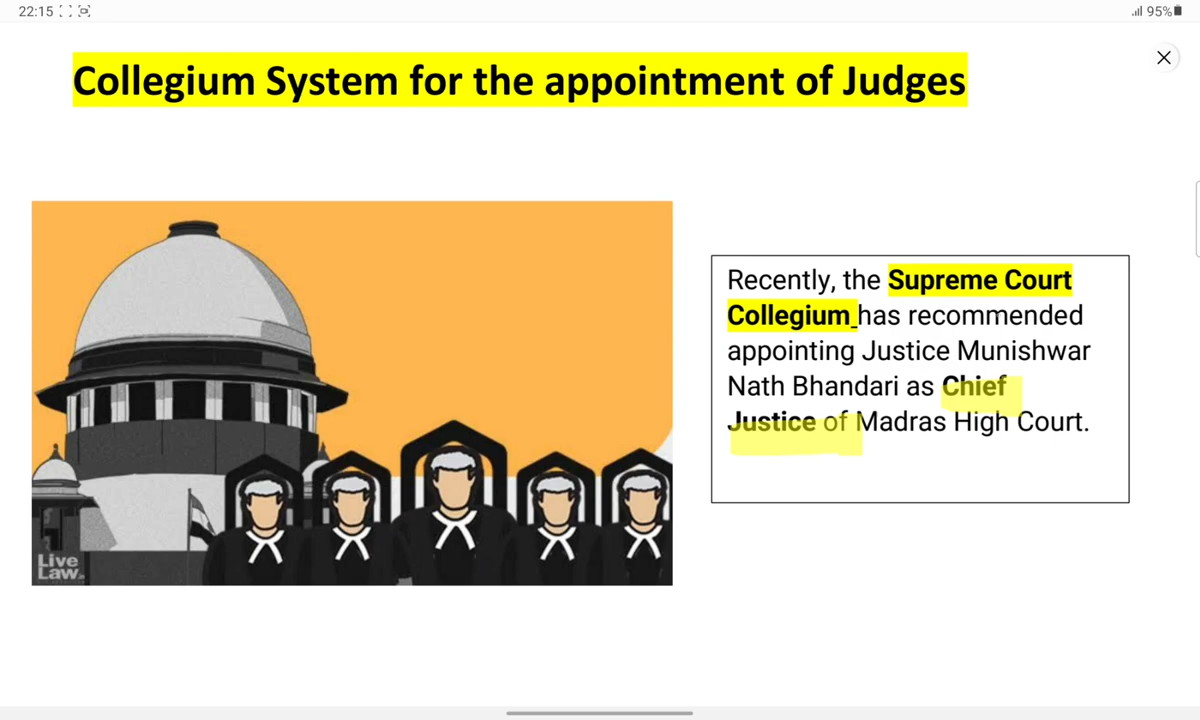 22:15
95%
Collegium System for the appointment of Judges
Recently, the Supreme Court
Collegium has recommended
appointing Justice Munishwar
Nath Bhandari as Chief
Justice of Madras High Court.
Live
Law